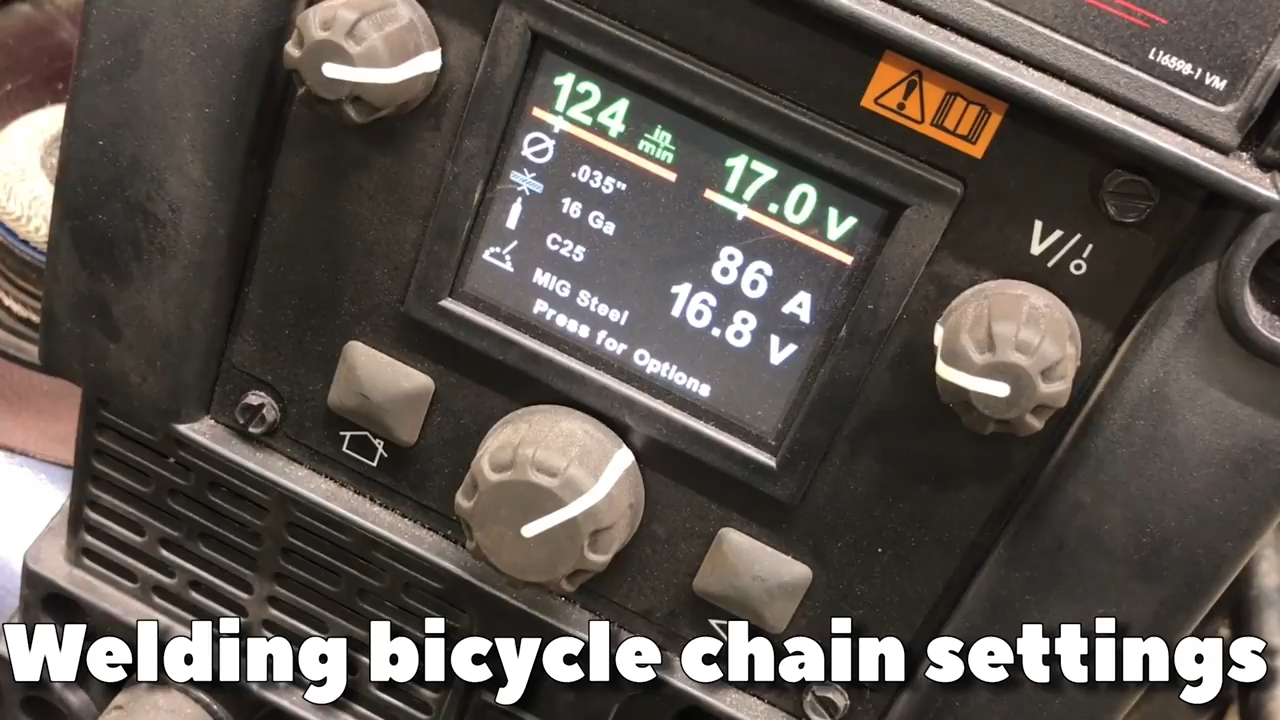 L16598-1 VM
124 in/min
17.0 V
.035"
16 Ga
86 A
C25
16.8 V
MIG Steel
Press for Options
V/
Welding bicycle chain settings